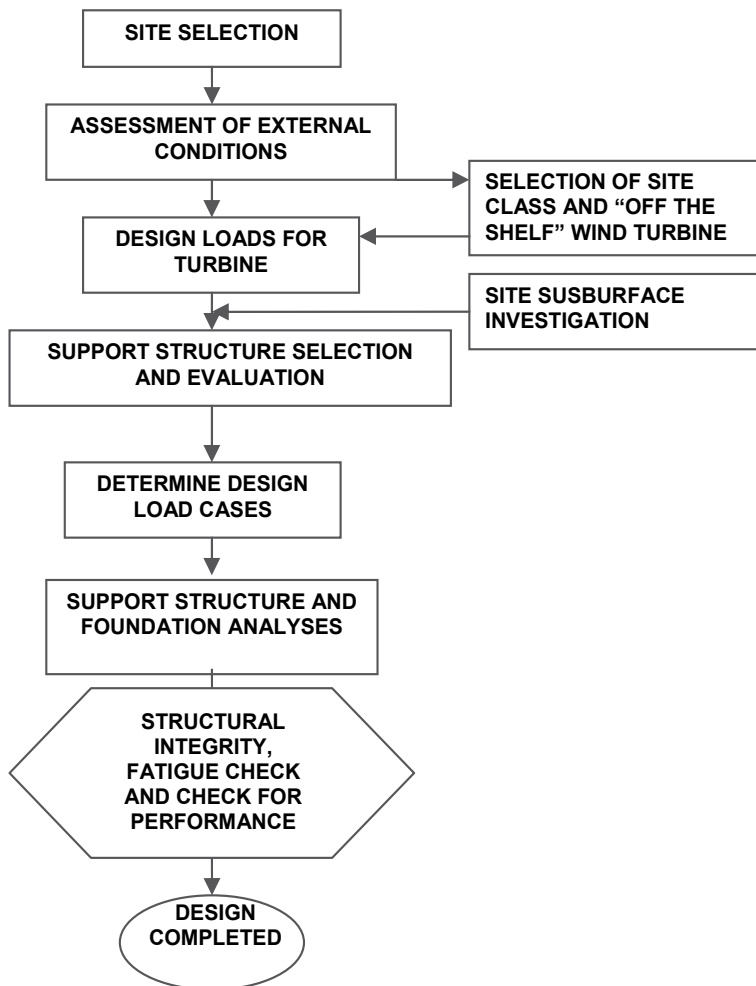 SITE SELECTION
ASSESSMENT OF EXTERNAL
CONDITIONS
SELECTION OF SITE
CLASS AND “OFF THE
SHELF” WIND TURBINE
DESIGN LOADS FOR
TURBINE
SITE SUSBURFACE
INVESTIGATION
SUPPORT STRUCTURE SELECTION
AND EVALUATION
DETERMINE DESIGN
LOAD CASES
SUPPORT STRUCTURE AND
FOUNDATION ANALYSES
STRUCTURAL
INTEGRITY,
FATIGUE CHECK
AND CHECK FOR
PERFORMANCE
DESIGN
COMPLETED